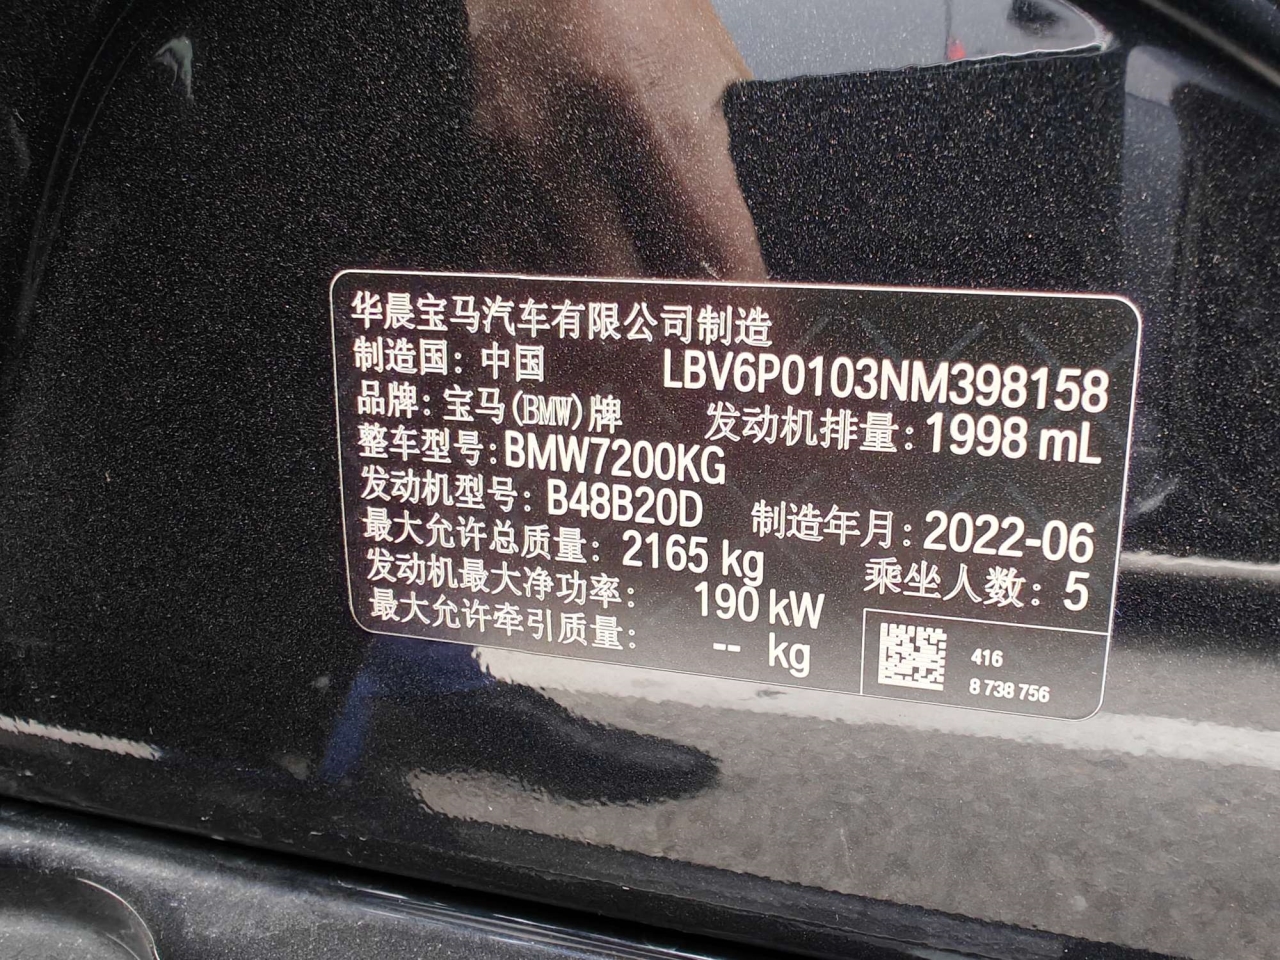 华晨宝马汽车有限公司制造
制造国：中国 LBV6P0103NM398158
品牌：宝马(BMW)牌 发动机排量：1998 mL
整车型号：BMW7200KG
发动机型号：B48B20D 制造年月：2022-06
最大允许总质量：2165 kg 乘坐人数：5
发动机最大净功率：190 kW
最大允许牵引质量：-- kg
416
8 738 756